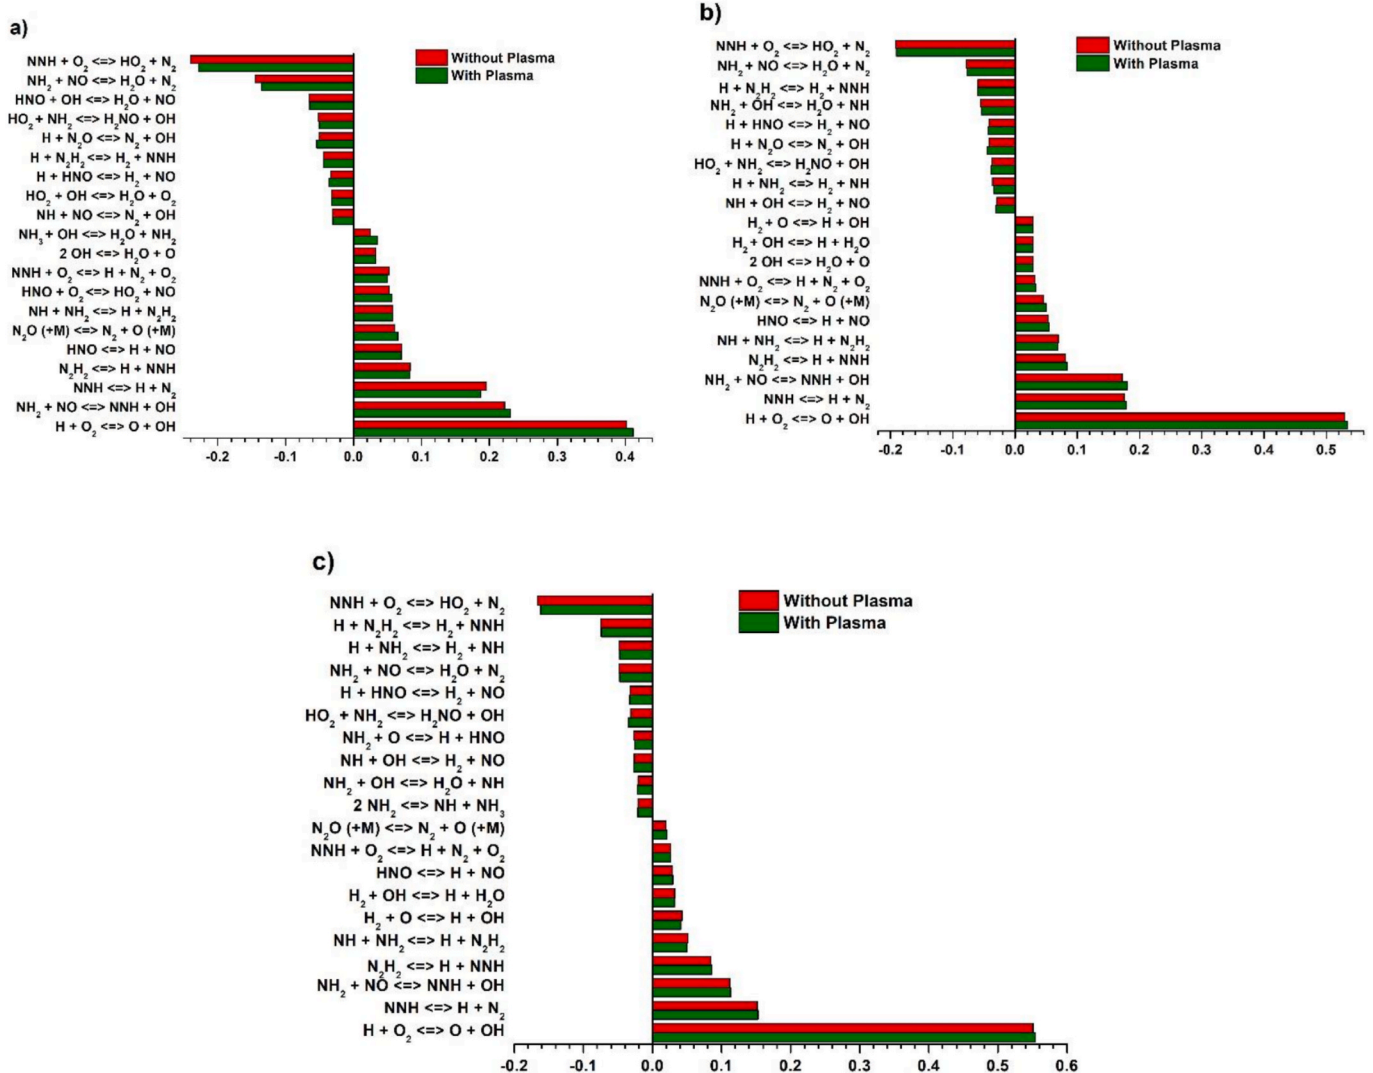 a)
Without Plasma
With Plasma
NNH + O₂ <=> HO₂ + N₂
NH₂ + NO <=> H₂O + N₂
HNO + OH <=> H₂O + NO
HO₂ + NH₂ <=> H₂NO + OH
H + N₂O <=> N₂ + OH
H + N₂H₂ <=> H₂ + NNH
H + HNO <=> H₂ + NO
HO₂ + OH <=> H₂O + O₂
NH + NO <=> N₂ + OH
NH₃ + OH <=> H₂O + NH₂
2 OH <=> H₂O + O
NNH + O₂ <=> H + N₂ + O₂
HNO + O₂ <=> HO₂ + NO
NH + NH₂ <=> H + N₂H₂
N₂O (+M) <=> N₂ + O (+M)
HNO <=> H + NO
N₂H₂ <=> H + NNH
NNH <=> H + N₂
NH₂ + NO <=> NNH + OH
H + O₂ <=> O + OH
-0.2 -0.1 0.0 0.1 0.2 0.3 0.4
b)
Without Plasma
With Plasma
NNH + O₂ <=> HO₂ + N₂
NH₂ + NO <=> H₂O + N₂
H + N₂H₂ <=> H₂ + NNH
NH₂ + OH <=> H₂O + NH
H + HNO <=> H₂ + NO
H + N₂O <=> N₂ + OH
HO₂ + NH₂ <=> H₂NO + OH
H + NH₂ <=> H₂ + NH
NH + OH <=> H₂ + NO
H₂ + O <=> H + OH
H₂ + OH <=> H + H₂O
2 OH <=> H₂O + O
NNH + O₂ <=> H + N₂ + O₂
N₂O (+M) <=> N₂ + O (+M)
HNO <=> H + NO
NH + NH₂ <=> H + N₂H₂
N₂H₂ <=> H + NNH
NH₂ + NO <=> NNH + OH
NNH <=> H + N₂
H + O₂ <=> O + OH
-0.2 -0.1 0.0 0.1 0.2 0.3 0.4 0.5
c)
Without Plasma
With Plasma
NNH + O₂ <=> HO₂ + N₂
H + N₂H₂ <=> H₂ + NNH
H + NH₂ <=> H₂ + NH
NH₂ + NO <=> H₂O + N₂
H + HNO <=> H₂ + NO
HO₂ + NH₂ <=> H₂NO + OH
NH₂ + O <=> H + HNO
NH + OH <=> H₂ + NO
NH₂ + OH <=> H₂O + NH
2 NH₂ <=> NH + NH₃
N₂O (+M) <=> N₂ + O (+M)
NNH + O₂ <=> H + N₂ + O₂
HNO <=> H + NO
H₂ + OH <=> H + H₂O
H₂ + O <=> H + OH
NH + NH₂ <=> H + N₂H₂
N₂H₂ <=> H + NNH
NH₂ + NO <=> NNH + OH
NNH <=> H + N₂
H + O₂ <=> O + OH
-0.2 -0.1 0.0 0.1 0.2 0.3 0.4 0.5 0.6